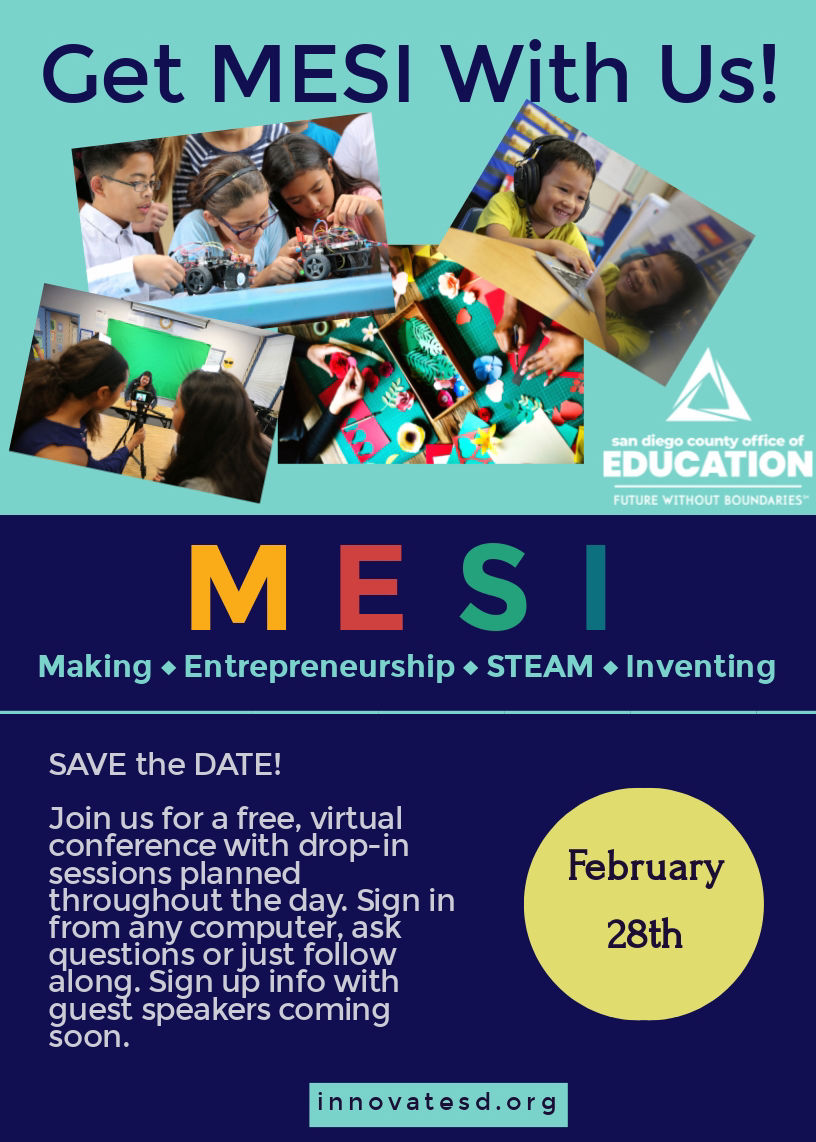 Get MESI With Us!
san diego county office of
EDUCATION
FUTURE WITHOUT BOUNDARIES℠
M E S I
Making ◆ Entrepreneurship ◆ STEAM ◆ Inventing
SAVE the DATE!
Join us for a free, virtual
conference with drop-in
sessions planned
throughout the day. Sign in
from any computer, ask
questions or just follow
along. Sign up info with
guest speakers coming
soon.
February
28th
innovatesd.org